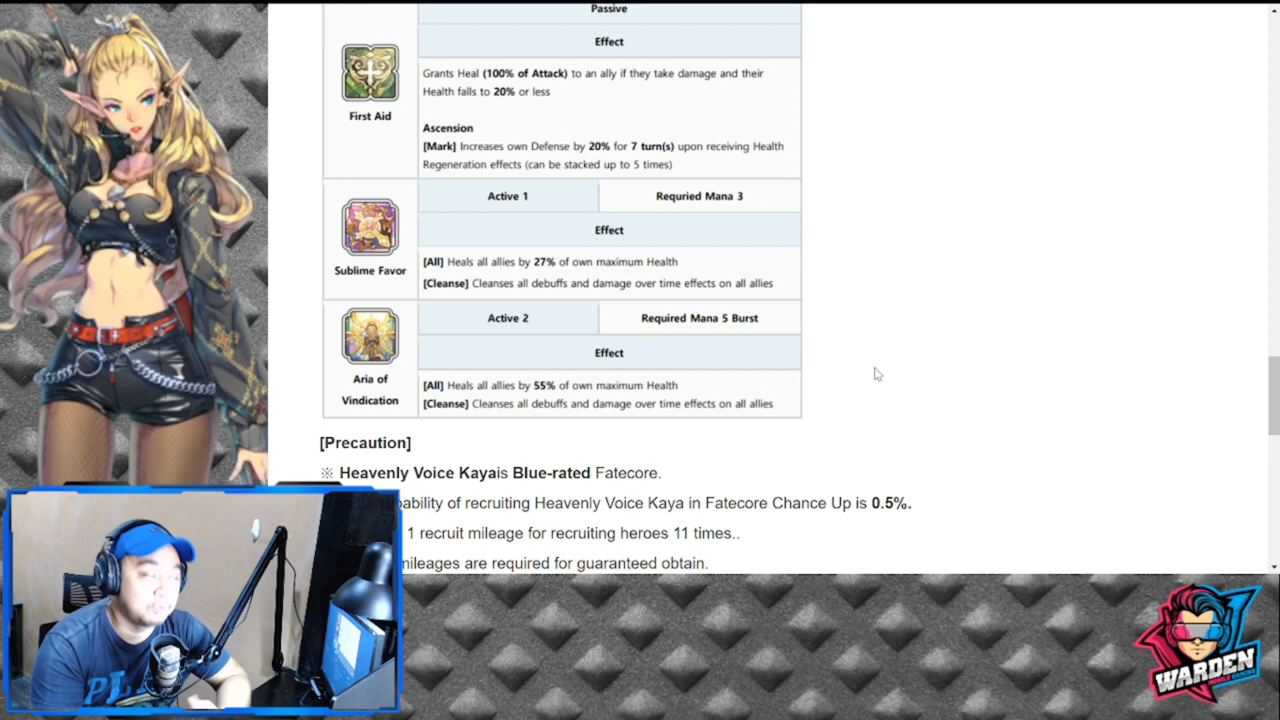 Passive
Effect
Grants Heal (100% of Attack) to an ally if they take damage and their
Health falls to 20% or less
First Aid
Ascension
[Mark] Increases own Defense by 20% for 7 turn(s) upon receiving Health
Regeneration effects (can be stacked up to 5 times)
Active 1
Requried Mana 3
Effect
[All] Heals all allies by 27% of own maximum Health
Sublime Favor
[Cleanse] Cleanses all debuffs and damage over time effects on all allies
Active 2
Required Mana 5 Burst
Effect
Aria of
Vindication
[All] Heals all allies by 55% of own maximum Health
[Cleanse] Cleanses all debuffs and damage over time effects on all allies
[Precaution]
※ Heavenly Voice Kayais Blue-rated Fatecore.
ability of recruiting Heavenly Voice Kaya in Fatecore Chance Up is 0.5%.
1 recruit mileage for recruiting heroes 11 times..
mileages are required for guaranteed obtain.
PL
WARDEN
MOBILE GAMING